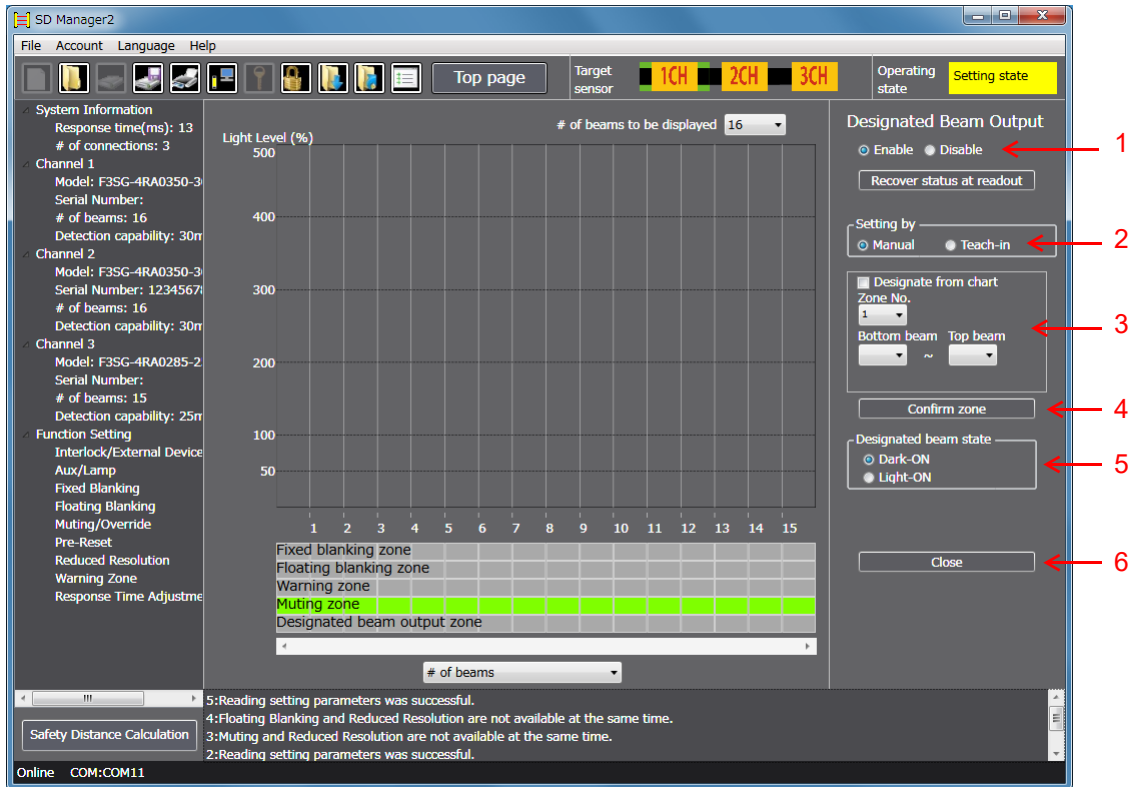 SD Manager2
File Account Language Help
Top page
Target sensor
1CH 2CH 3CH
Operating state
Setting state
System Information
Response time(ms): 13
# of connections: 3
Channel 1
Model: F3SG-4RA0350-3
Serial Number:
# of beams: 16
Detection capability: 30m
Channel 2
Model: F3SG-4RA0350-3
Serial Number: 1234567
# of beams: 16
Detection capability: 30m
Channel 3
Model: F3SG-4RA0285-2
Serial Number:
# of beams: 15
Detection capability: 25m
Function Setting
Interlock/External Device
Aux/Lamp
Fixed Blanking
Floating Blanking
Muting/Override
Pre-Reset
Reduced Resolution
Warning Zone
Response Time Adjustme
Safety Distance Calculation
# of beams to be displayed 16
Light Level (%)
500
400
300
200
100
50
1 2 3 4 5 6 7 8 9 10 11 12 13 14 15
Fixed blanking zone
Floating blanking zone
Warning zone
Muting zone
Designated beam output zone
# of beams
Designated Beam Output
Enable Disable
1
Recover status at readout
Setting by
Manual Teach-in
2
Designate from chart
Zone No.
1
3
Bottom beam Top beam
~
Confirm zone
4
Designated beam state
Dark-ON
5
Light-ON
Close
6
5:Reading setting parameters was successful.
4:Floating Blanking and Reduced Resolution are not available at the same time.
3:Muting and Reduced Resolution are not available at the same time.
2:Reading setting parameters was successful.
Online COM:COM11